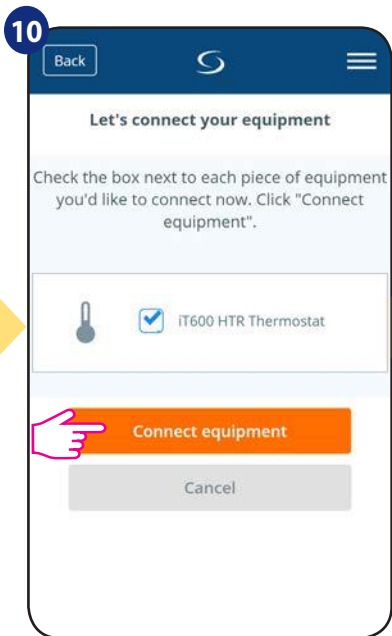 10
Back
Let's connect your equipment
Check the box next to each piece of equipment
you'd like to connect now. Click "Connect
equipment".
iT600 HTR Thermostat
Connect equipment
Cancel